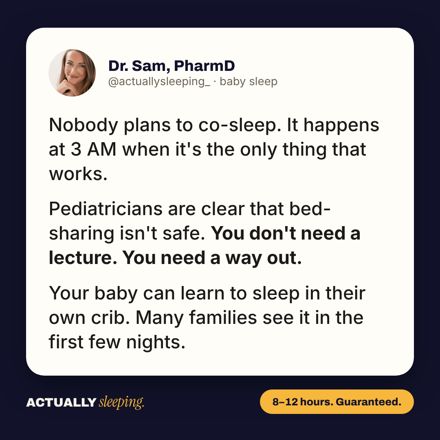 Dr. Sam, PharmD
@actuallysleeping_ · baby sleep
Nobody plans to co-sleep. It happens
at 3 AM when it's the only thing that
works.
Pediatricians are clear that bed-
sharing isn't safe. You don't need a
lecture. You need a way out.
Your baby can learn to sleep in their
own crib. Many families see it in the
first few nights.
ACTUALLY sleeping.
8–12 hours. Guaranteed.